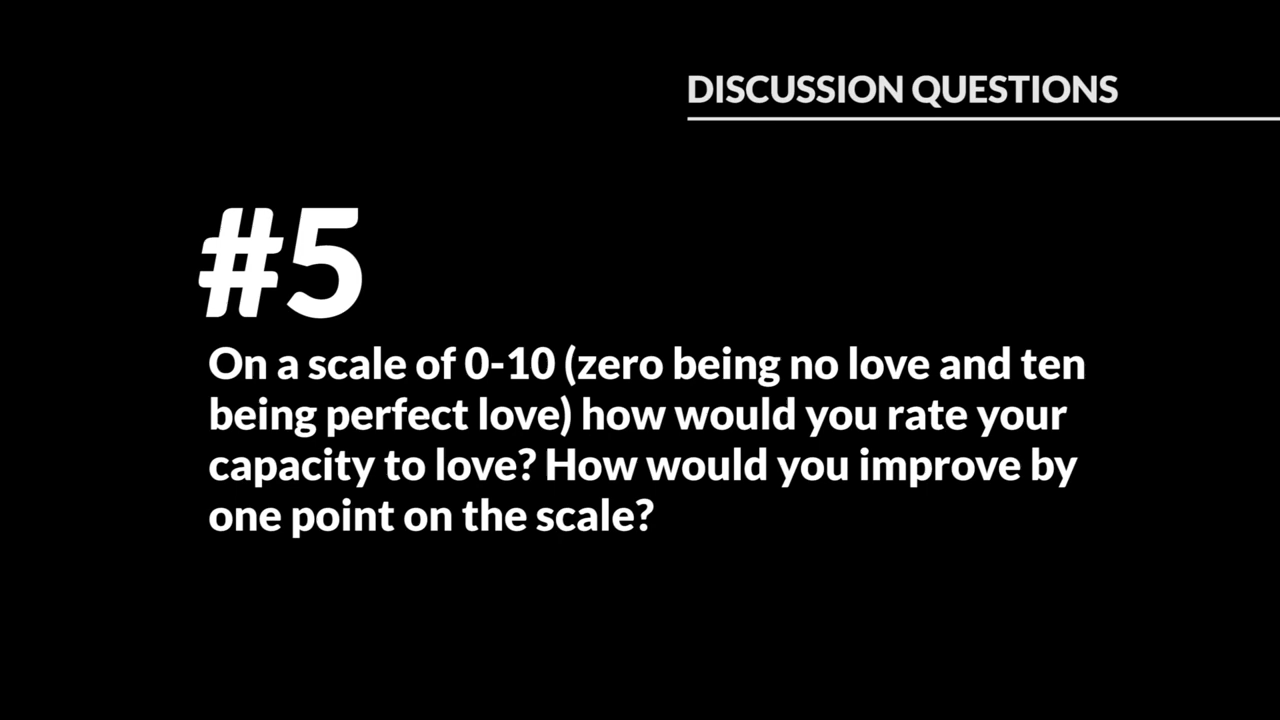 DISCUSSION QUESTIONS
#5
On a scale of 0-10 (zero being no love and ten
being perfect love) how would you rate your
capacity to love? How would you improve by
one point on the scale?